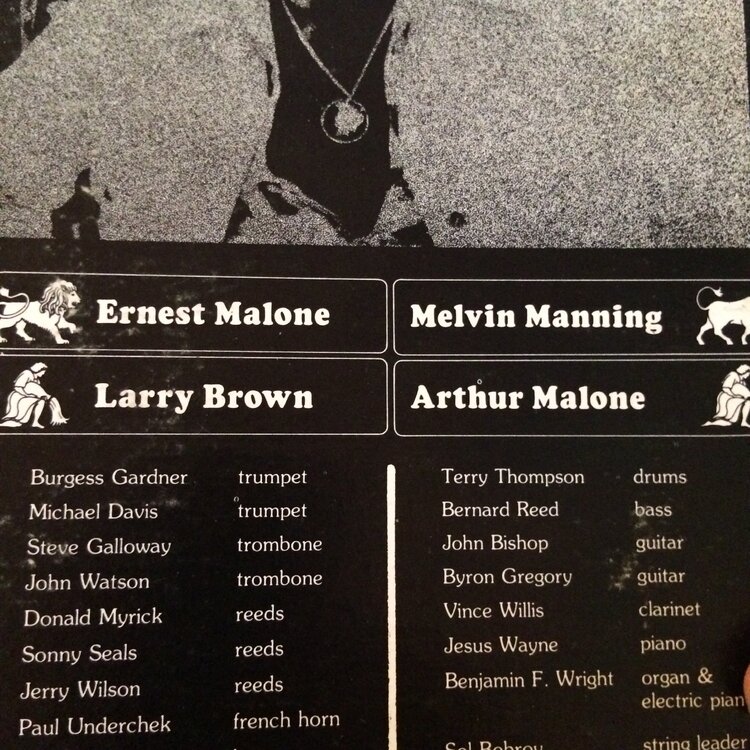 Ernest Malone
Melvin Manning
Larry Brown
Arthur Malone
Burgess Gardner trumpet
Michael Davis trumpet
Steve Galloway trombone
John Watson trombone
Donald Myrick reeds
Sonny Seals reeds
Jerry Wilson reeds
Paul Underchek french horn
Terry Thompson drums
Bernard Reed bass
John Bishop guitar
Byron Gregory guitar
Vince Willis clarinet
Jesus Wayne piano
Benjamin F. Wright organ &
electric pian
string leader